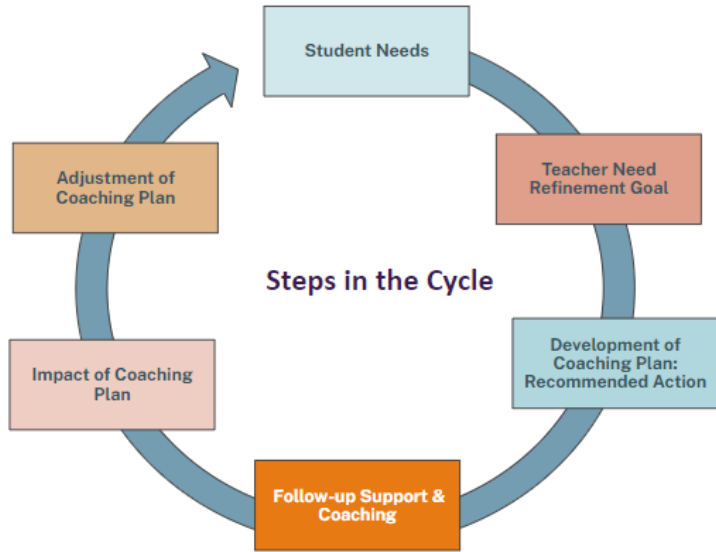 Student Needs
Teacher Need
Refinement Goal
Development of
Coaching Plan:
Recommended Action
Follow-up Support &
Coaching
Impact of Coaching
Plan
Adjustment of
Coaching Plan
Steps in the Cycle